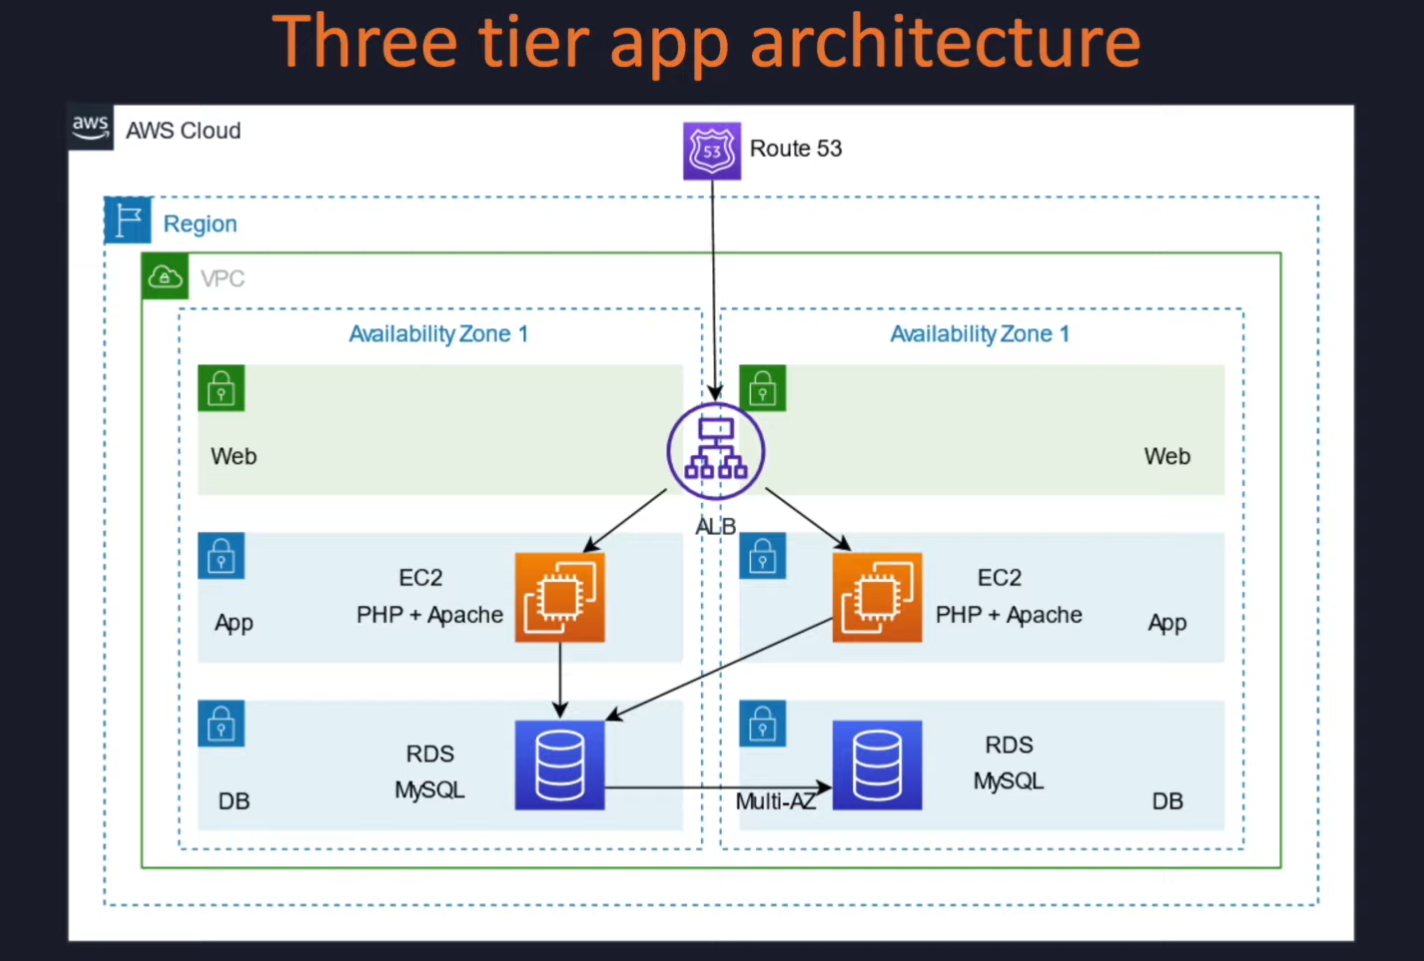 Three tier app architecture
aws
AWS Cloud
53
Route 53
Region
VPC
Availability Zone 1
Availability Zone 1
Web
Web
ALB
EC2
PHP + Apache
App
EC2
PHP + Apache
App
RDS
MySQL
DB
Multi-AZ
RDS
MySQL
DB